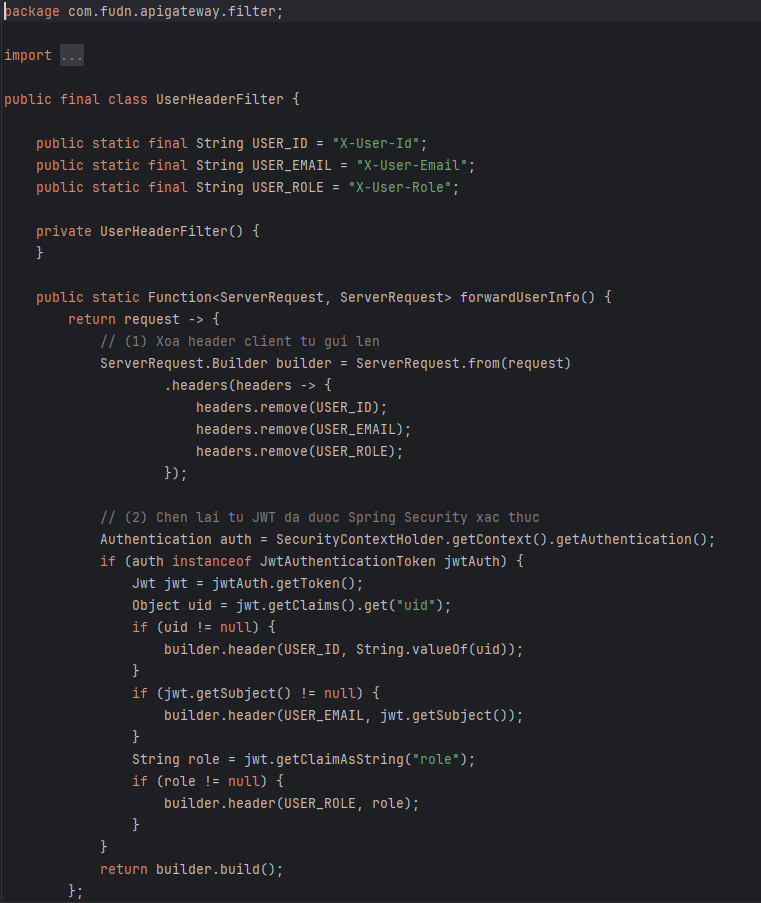 package com.fudn.apigateway.filter;
import ...
public final class UserHeaderFilter {
public static final String USER_ID = "X-User-Id";
public static final String USER_EMAIL = "X-User-Email";
public static final String USER_ROLE = "X-User-Role";
private UserHeaderFilter() {
}
public static Function<ServerRequest, ServerRequest> forwardUserInfo() {
return request -> {
// (1) Xoa header client tu gui len
ServerRequest.Builder builder = ServerRequest.from(request)
.headers(headers -> {
headers.remove(USER_ID);
headers.remove(USER_EMAIL);
headers.remove(USER_ROLE);
});
// (2) Chen lai tu JWT da duoc Spring Security xac thuc
Authentication auth = SecurityContextHolder.getContext().getAuthentication();
if (auth instanceof JwtAuthenticationToken jwtAuth) {
Jwt jwt = jwtAuth.getToken();
Object uid = jwt.getClaims().get("uid");
if (uid != null) {
builder.header(USER_ID, String.valueOf(uid));
}
if (jwt.getSubject() != null) {
builder.header(USER_EMAIL, jwt.getSubject());
}
String role = jwt.getClaimAsString("role");
if (role != null) {
builder.header(USER_ROLE, role);
}
}
return builder.build();
};